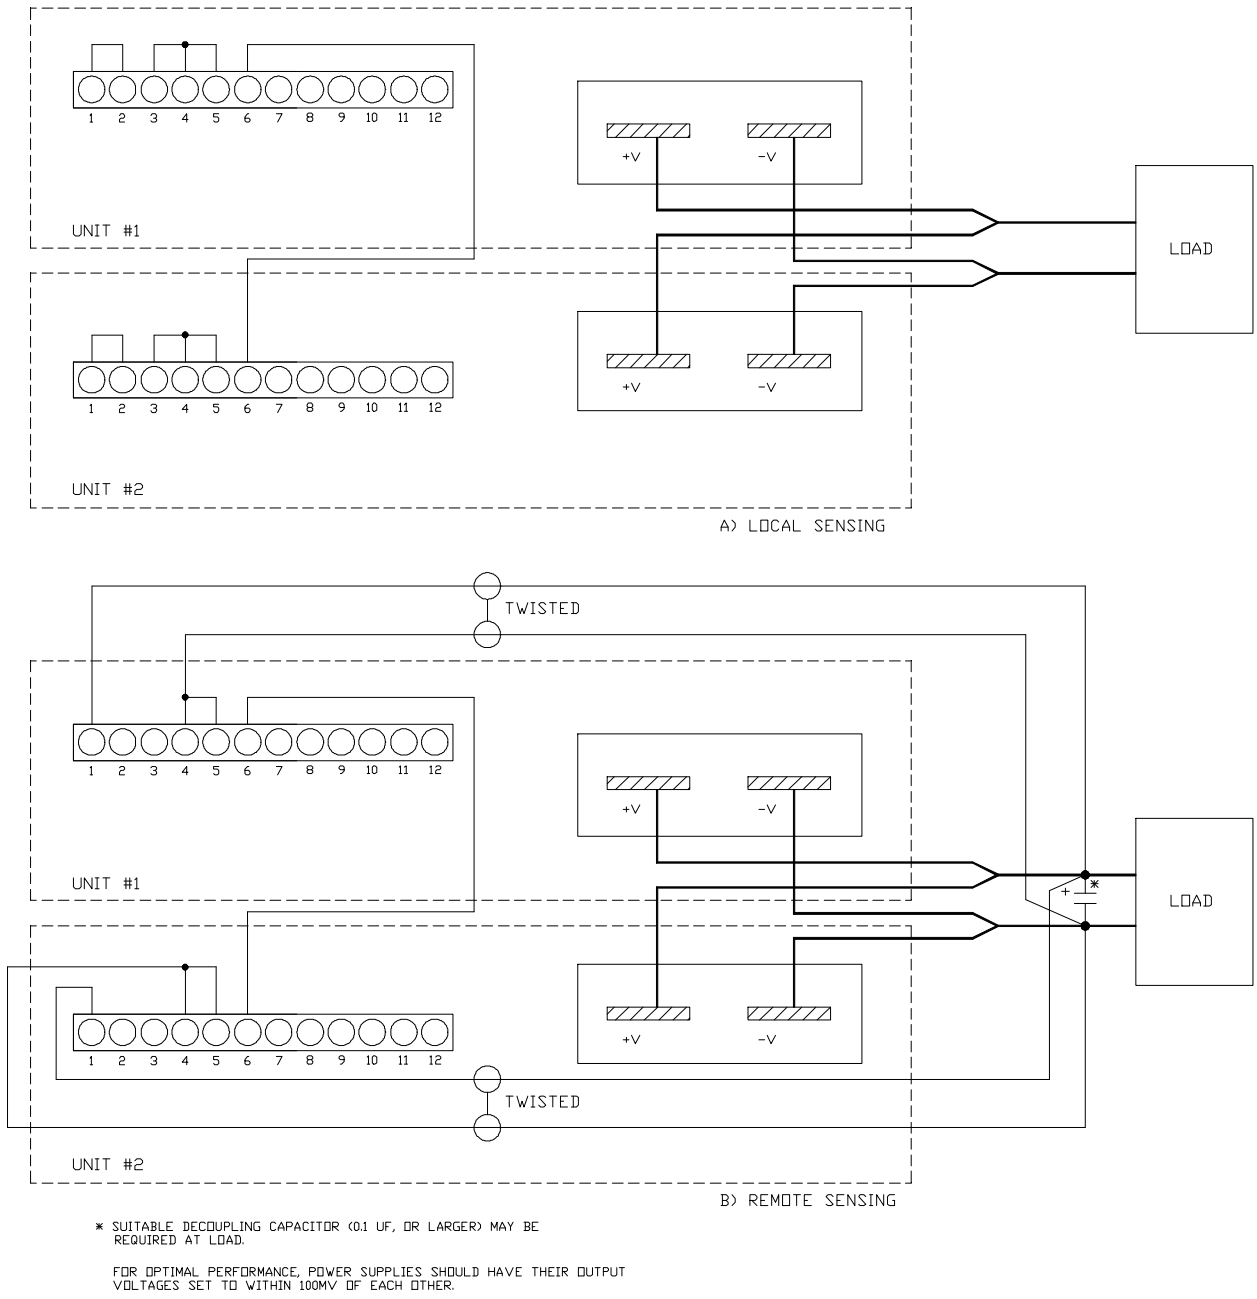 1 2 3 4 5 6 7 8 9 10 11 12
+V -V
UNIT #1
LOAD
1 2 3 4 5 6 7 8 9 10 11 12
+V -V
UNIT #2
A) LOCAL SENSING
TWISTED
1 2 3 4 5 6 7 8 9 10 11 12
+V -V
UNIT #1
+ *
LOAD
1 2 3 4 5 6 7 8 9 10 11 12
+V -V
TWISTED
UNIT #2
B) REMOTE SENSING
* SUITABLE DECOUPLING CAPACITOR (0.1 UF, OR LARGER) MAY BE
REQUIRED AT LOAD.
FOR OPTIMAL PERFORMANCE, POWER SUPPLIES SHOULD HAVE THEIR OUTPUT
VOLTAGES SET TO WITHIN 100MV OF EACH OTHER.